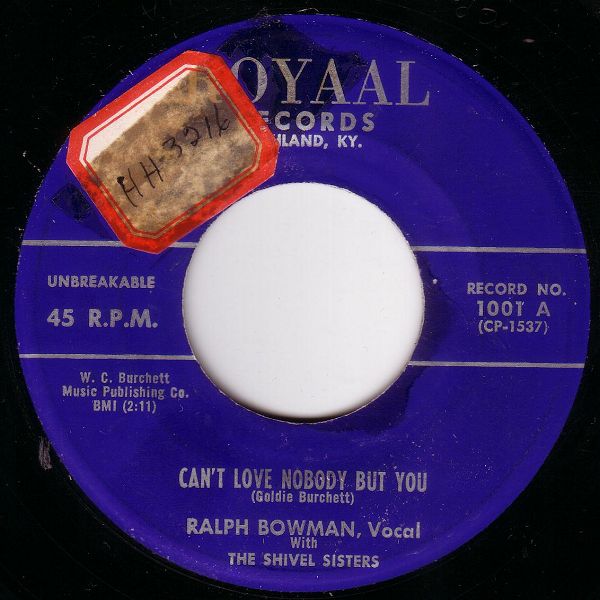 OYAAL
ECORDS
HLAND, KY.
HH-3216
UNBREAKABLE
45 R.P.M.
RECORD NO.
1001 A
(CP-1537)
W. C. Burchett
Music Publishing Co.
BMI (2:11)
CAN'T LOVE NOBODY BUT YOU
(Goldie Burchett)
RALPH BOWMAN, Vocal
With
THE SHIVEL SISTERS